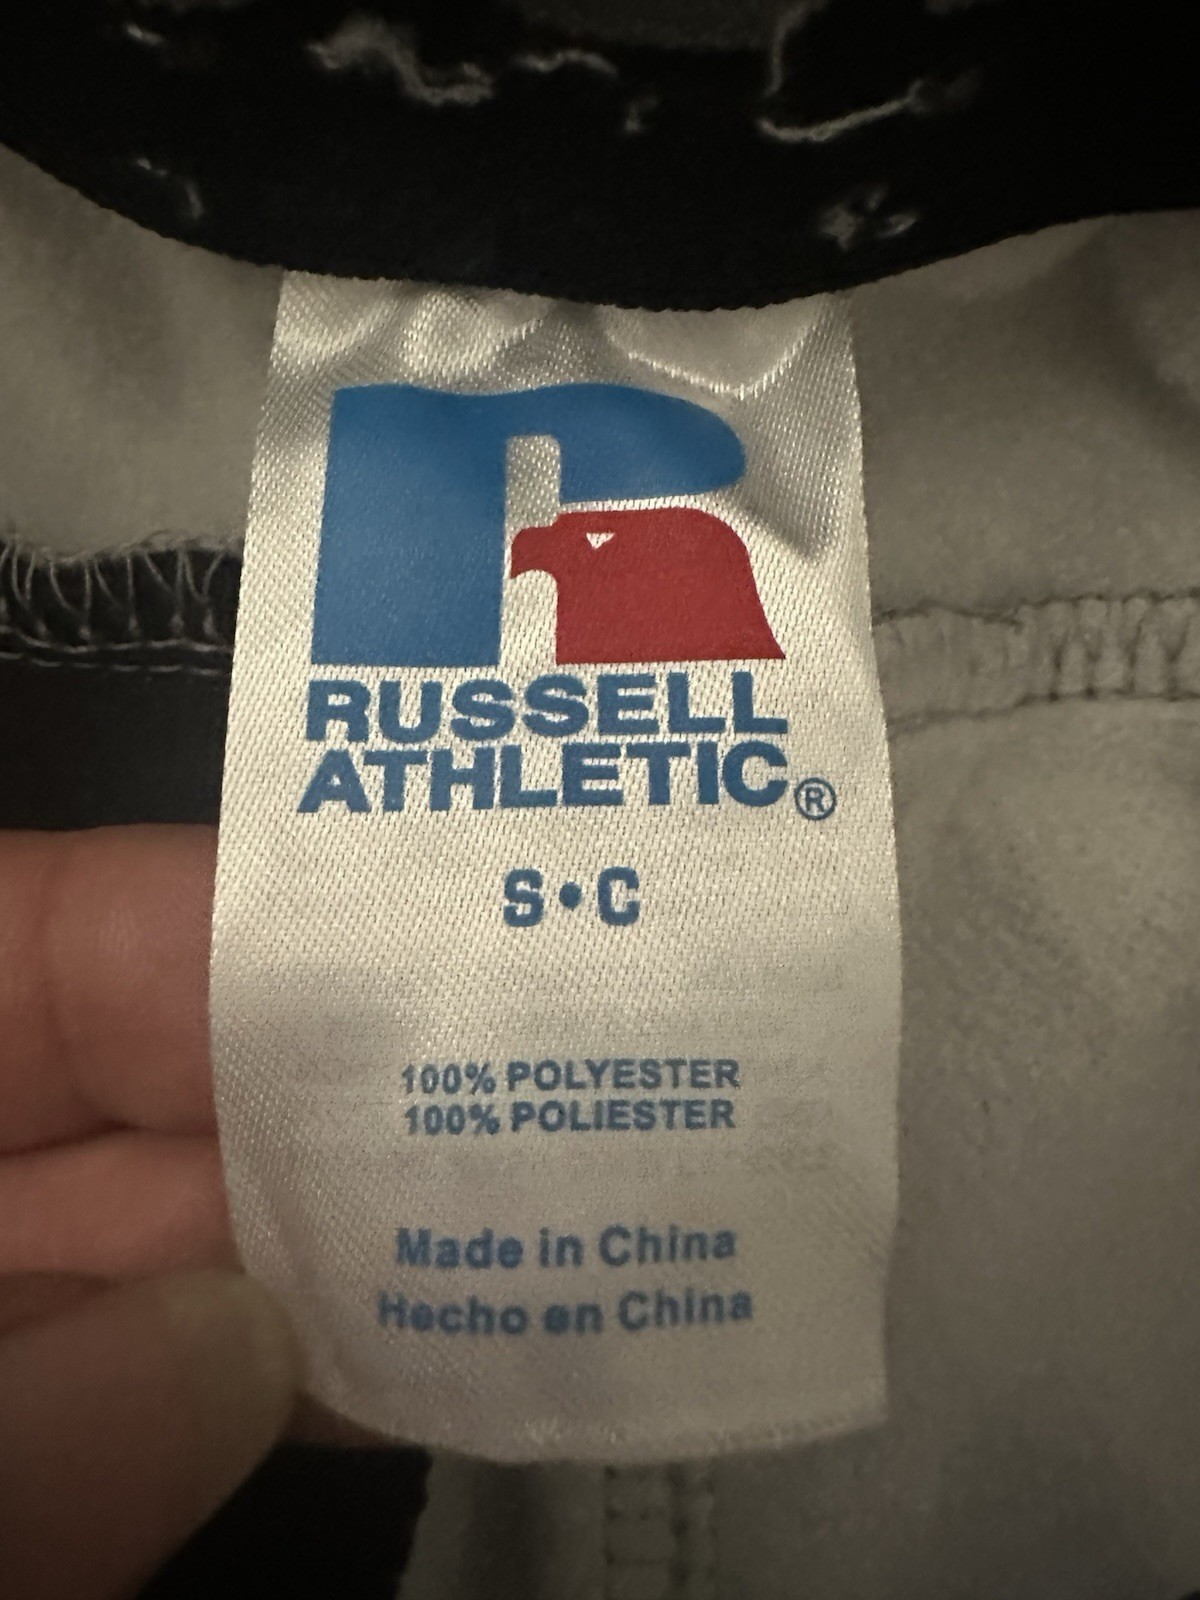 RUSSELL
ATHLETIC®
S•C
100% POLYESTER
100% POLIESTER
Made in China
Hecho en China